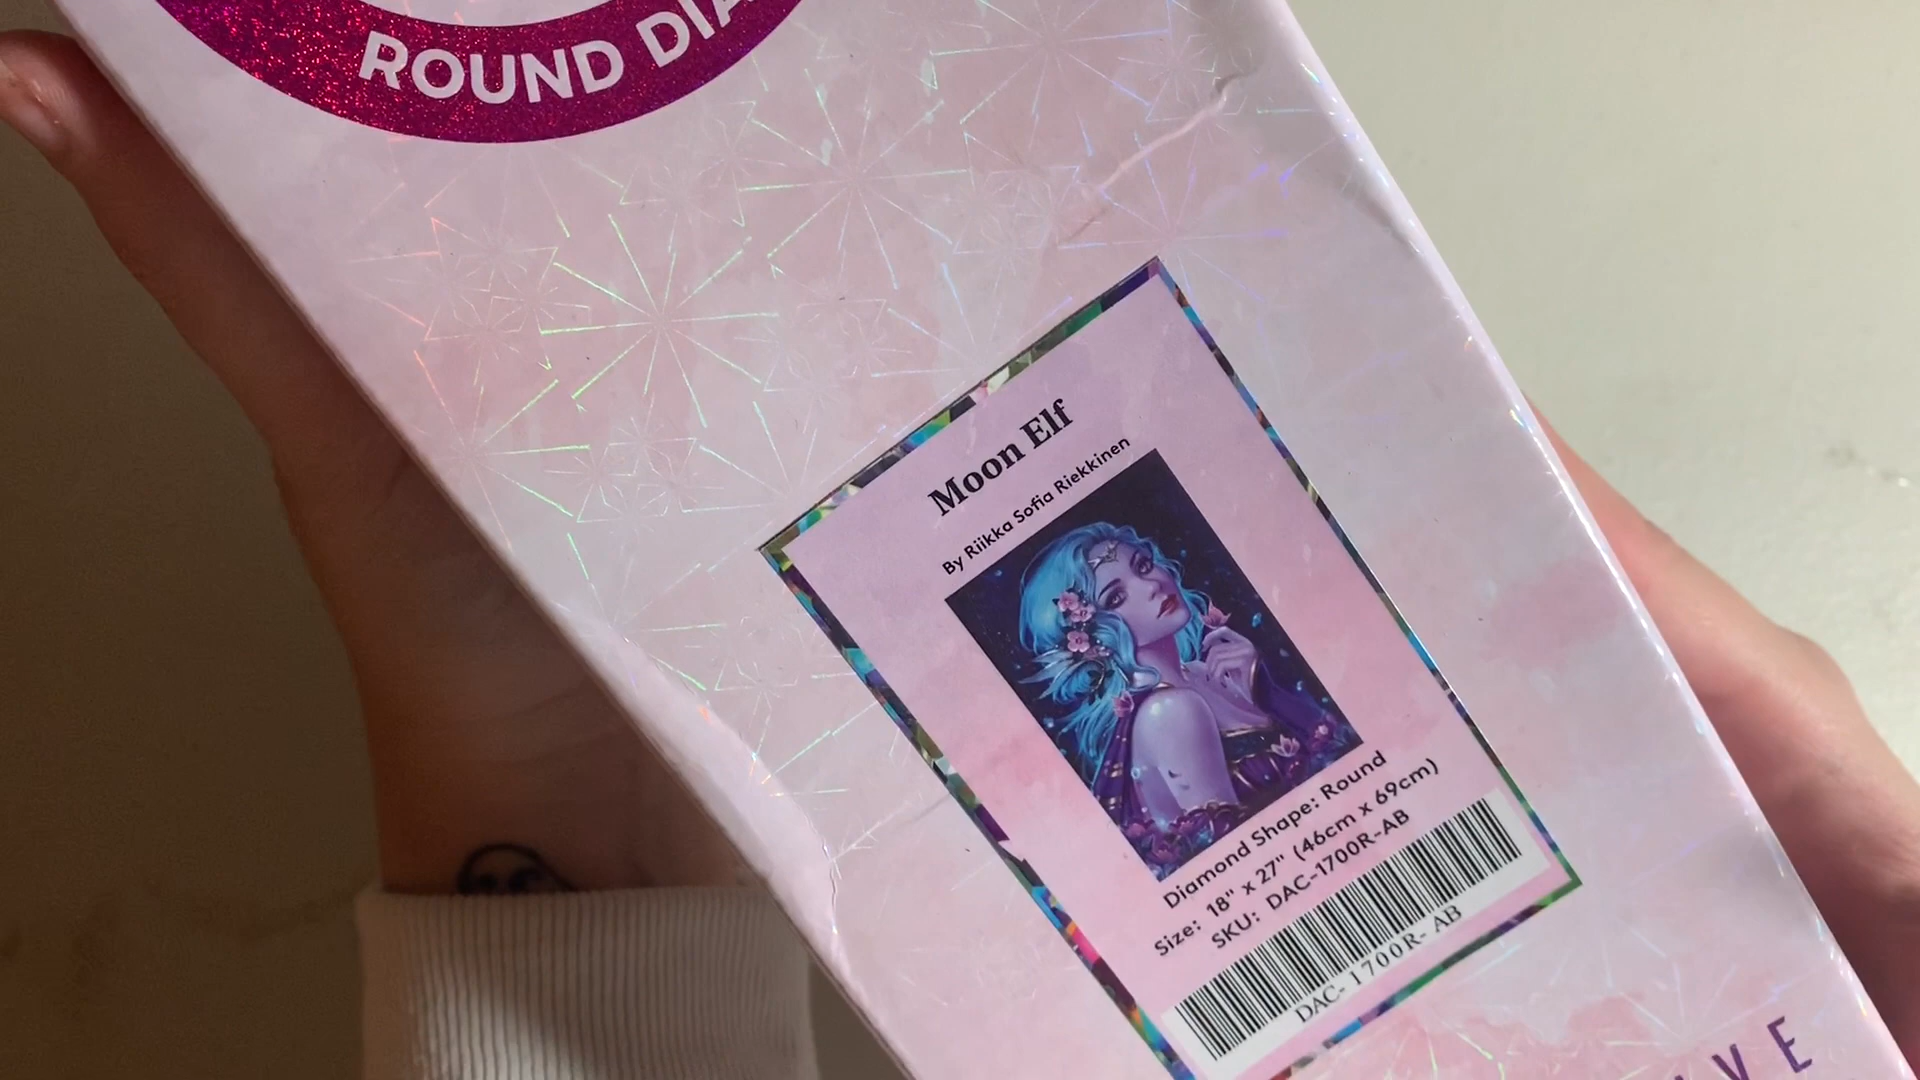 ROUND DIA
Moon Elf
By Riikka Sofia Riekkinen
Diamond Shape: Round
Size: 18" x 27" (46cm x 69cm)
SKU: DAC-1700R-AB
DAC- 1700R- AB
VE